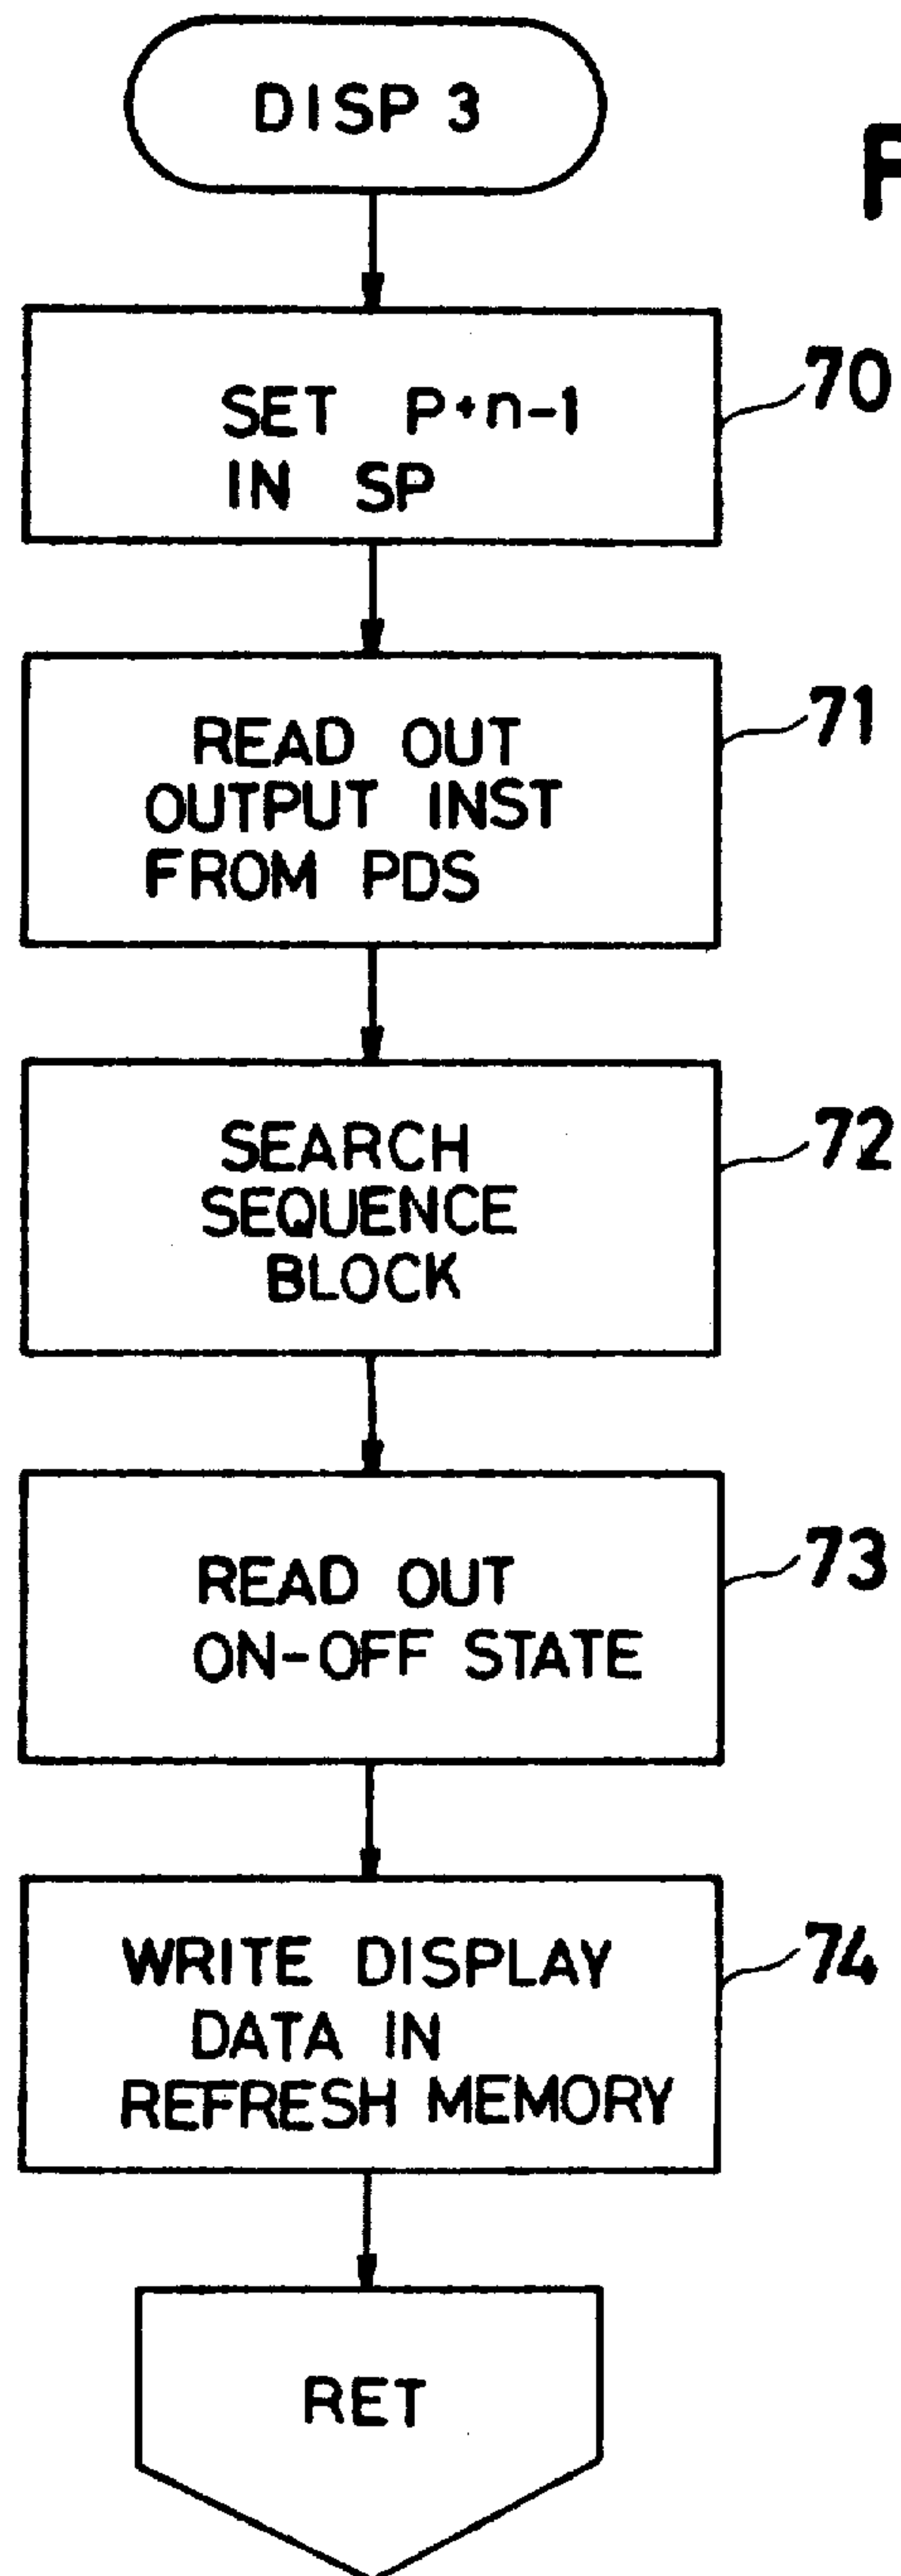 DISP 3
SET P+n-1
IN SP
70
READ OUT
OUTPUT INST
FROM PDS
71
SEARCH
SEQUENCE
BLOCK
72
READ OUT
ON-OFF STATE
73
WRITE DISPLAY
DATA IN
REFRESH MEMORY
74
RET